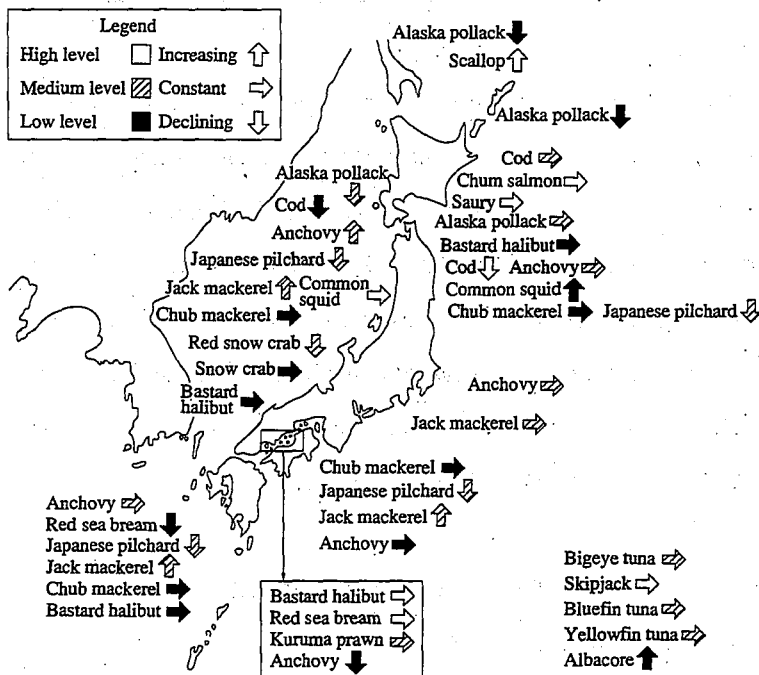 Legend
High level Increasing
Medium level Constant
Low level Declining
Alaska pollack
Scallop
Alaska pollack
Cod
Chum salmon
Saury
Alaska pollack
Bastard halibut
Cod Anchovy
Common squid
Chub mackerel Japanese pilchard
Alaska pollack
Cod
Anchovy
Japanese pilchard
Jack mackerel Common
squid
Chub mackerel
Red snow crab
Snow crab
Bastard
halibut
Anchovy
Jack mackerel
Chub mackerel
Japanese pilchard
Jack mackerel
Anchovy
Anchovy
Red sea bream
Japanese pilchard
Jack mackerel
Chub mackerel
Bastard halibut
Bastard halibut
Red sea bream
Kuruma prawn
Anchovy
Bigeye tuna
Skipjack
Bluefin tuna
Yellowfin tuna
Albacore